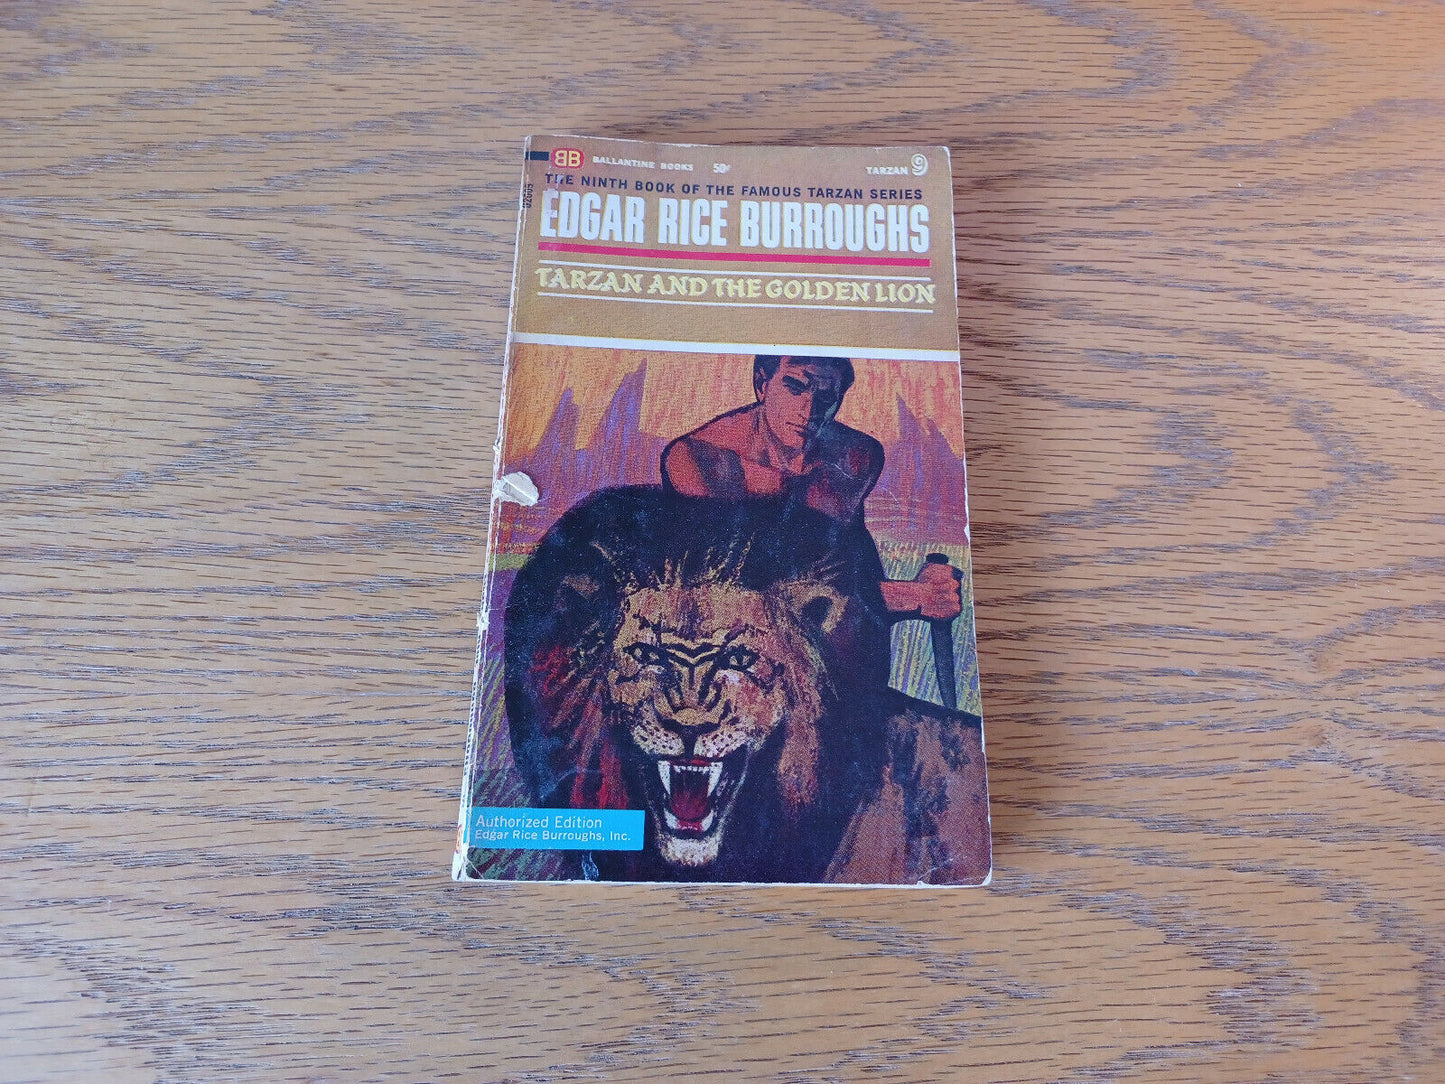 BB BALLANTINE BOOKS 50¢ TARZAN 9
THE NINTH BOOK OF THE FAMOUS TARZAN SERIES
EDGAR RICE BURROUGHS
TARZAN AND THE GOLDEN LION
Authorized Edition
Edgar Rice Burroughs, Inc.